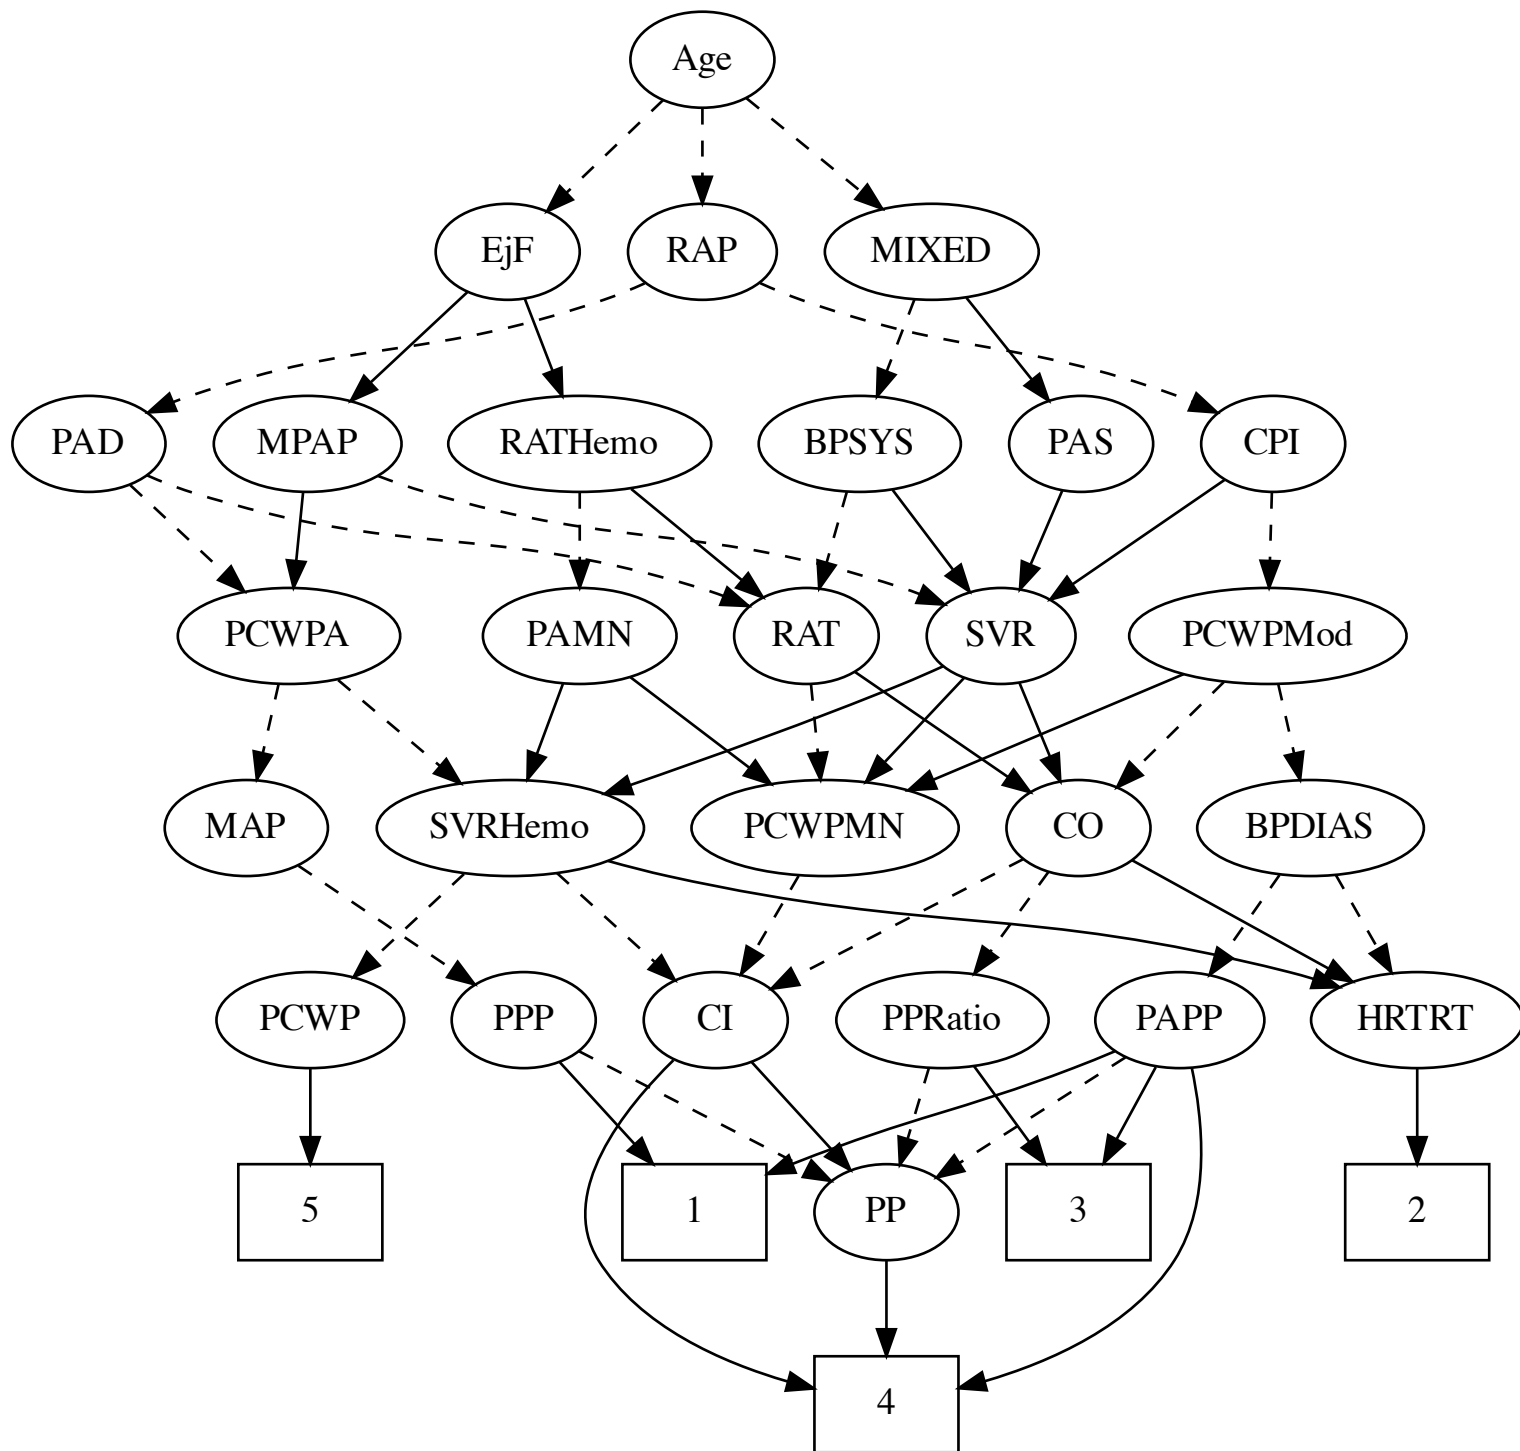 Age
EjF
RAP
MIXED
PAD
MPAP
RATHemo
BPSYS
PAS
CPI
PCWPA
PAMN
RAT
SVR
PCWPMod
MAP
SVRHemo
PCWPMN
CO
BPDIAS
PCWP
PPP
CI
PPRatio
PAPP
HRTRT
5
1
PP
3
2
4